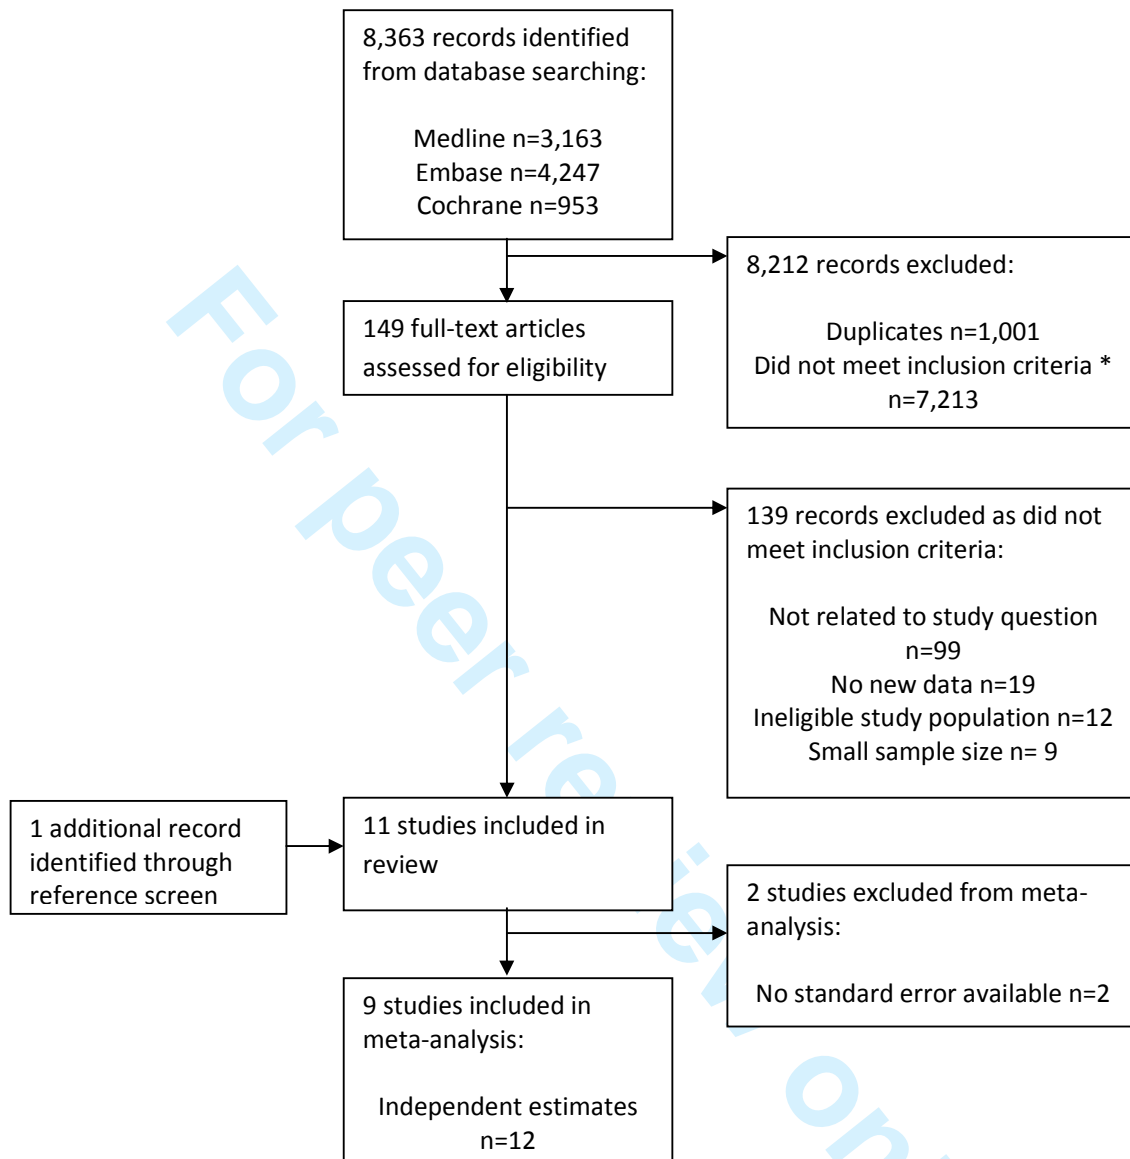 8,363 records identified
from database searching:
Medline n=3,163
Embase n=4,247
Cochrane n=953
8,212 records excluded:
Duplicates n=1,001
Did not meet inclusion criteria *
n=7,213
149 full-text articles
assessed for eligibility
139 records excluded as did not
meet inclusion criteria:
Not related to study question
n=99
No new data n=19
Ineligible study population n=12
Small sample size n= 9
1 additional record
identified through
reference screen
11 studies included in
review
2 studies excluded from meta-
analysis:
No standard error available n=2
9 studies included in
meta-analysis:
Independent estimates
n=12
For peer review on